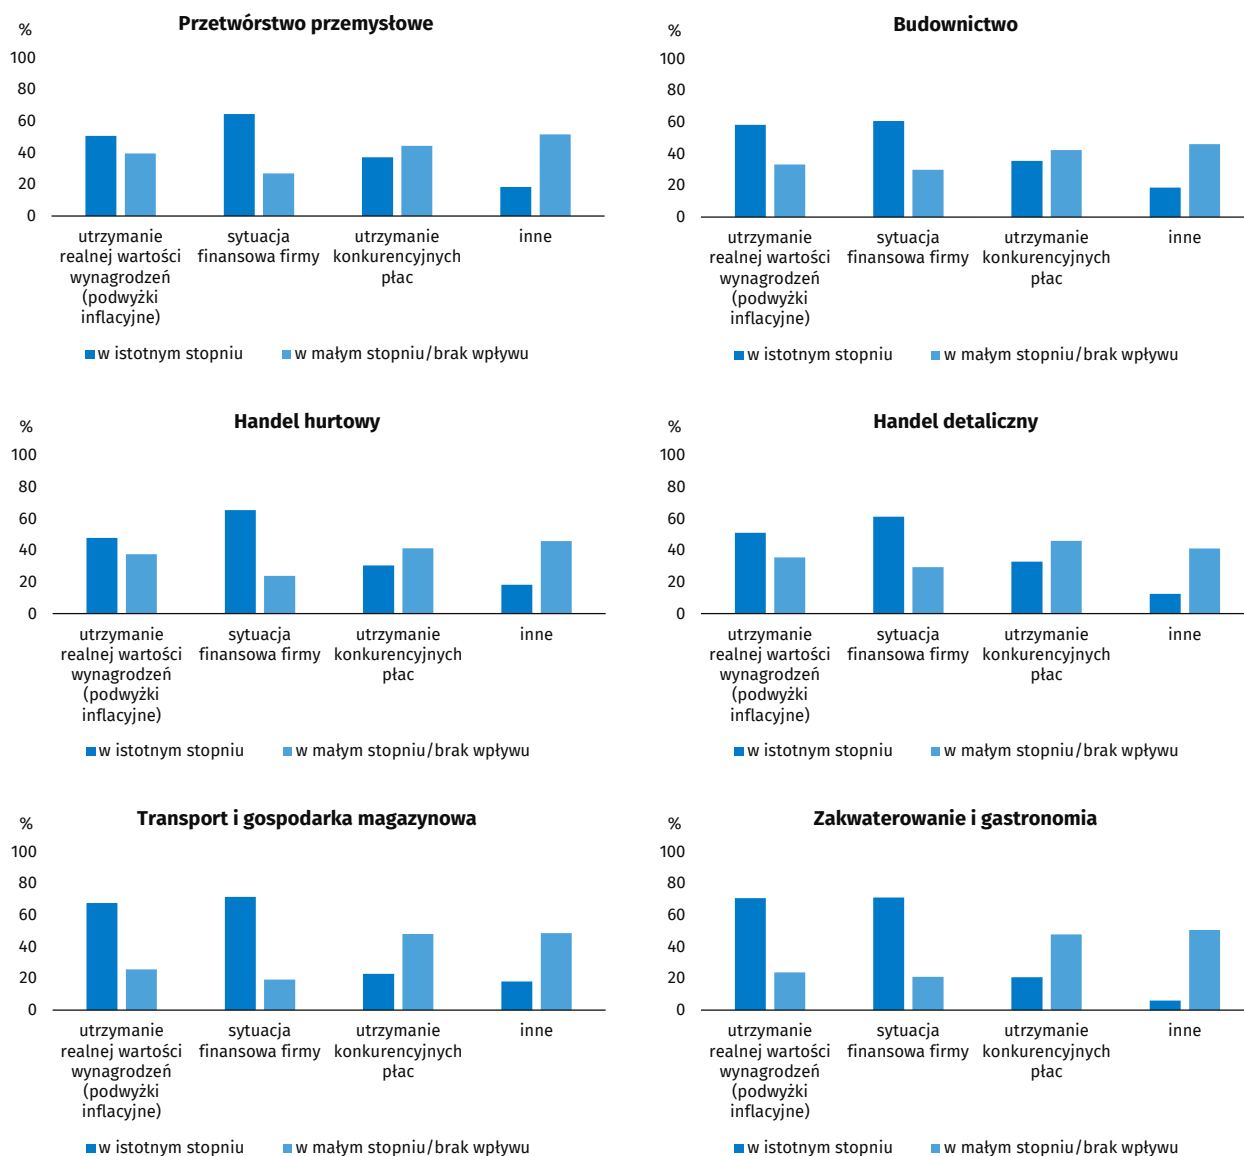 Przetwórstwo przemysłowe
%
100
80
60
40
20
0
utrzymanie
realnej wartości
wynagrodzeń
(podwyżki
inflacyjne)
sytuacja
finansowa firmy
utrzymanie
konkurencyjnych
płac
inne
w istotnym stopniu
w małym stopniu/brak wpływu
Budownictwo
%
100
80
60
40
20
0
utrzymanie
realnej wartości
wynagrodzeń
(podwyżki
inflacyjne)
sytuacja
finansowa firmy
utrzymanie
konkurencyjnych
płac
inne
w istotnym stopniu
w małym stopniu/brak wpływu
Handel hurtowy
%
100
80
60
40
20
0
utrzymanie
realnej wartości
wynagrodzeń
(podwyżki
inflacyjne)
sytuacja
finansowa firmy
utrzymanie
konkurencyjnych
płac
inne
w istotnym stopniu
w małym stopniu/brak wpływu
Handel detaliczny
%
100
80
60
40
20
0
utrzymanie
realnej wartości
wynagrodzeń
(podwyżki
inflacyjne)
sytuacja
finansowa firmy
utrzymanie
konkurencyjnych
płac
inne
w istotnym stopniu
w małym stopniu/brak wpływu
Transport i gospodarka magazynowa
%
100
80
60
40
20
0
utrzymanie
realnej wartości
wynagrodzeń
(podwyżki
inflacyjne)
sytuacja
finansowa firmy
utrzymanie
konkurencyjnych
płac
inne
w istotnym stopniu
w małym stopniu/brak wpływu
Zakwaterowanie i gastronomia
%
100
80
60
40
20
0
utrzymanie
realnej wartości
wynagrodzeń
(podwyżki
inflacyjne)
sytuacja
finansowa firmy
utrzymanie
konkurencyjnych
płac
inne
w istotnym stopniu
w małym stopniu/brak wpływu